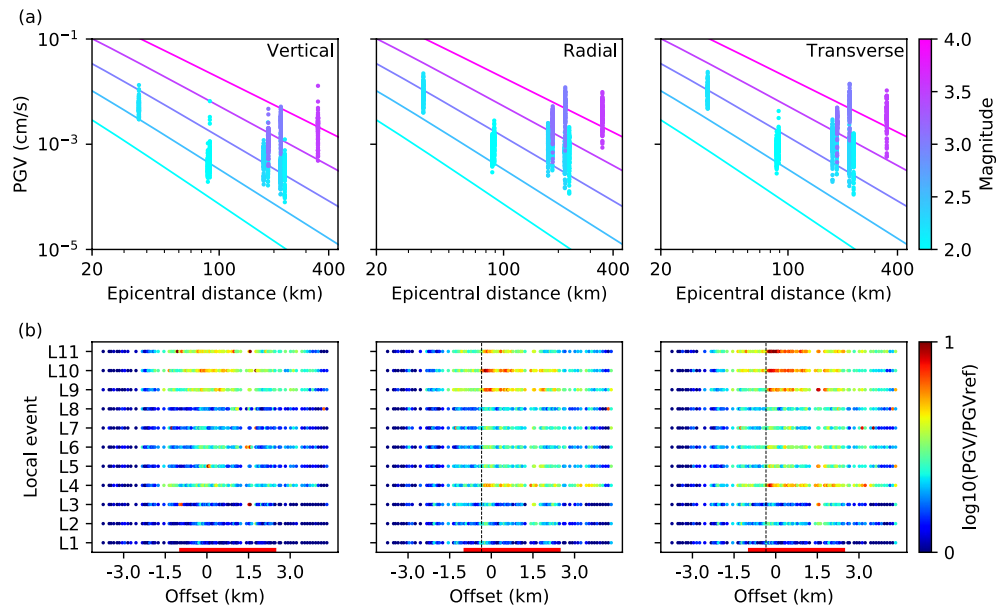 (a)
Vertical
Radial
Transverse
PGV (cm/s)
10⁻¹
10⁻³
10⁻⁵
20 100 400
20 100 400
20 100 400
Epicentral distance (km)
Epicentral distance (km)
Epicentral distance (km)
4.0
3.5
3.0
2.5
2.0
Magnitude
(b)
Local event
L11
L10
L9
L8
L7
L6
L5
L4
L3
L2
L1
-3.0 -1.5 0 1.5 3.0
-3.0 -1.5 0 1.5 3.0
-3.0 -1.5 0 1.5 3.0
Offset (km)
Offset (km)
Offset (km)
1
0
log10(PGV/PGVref)